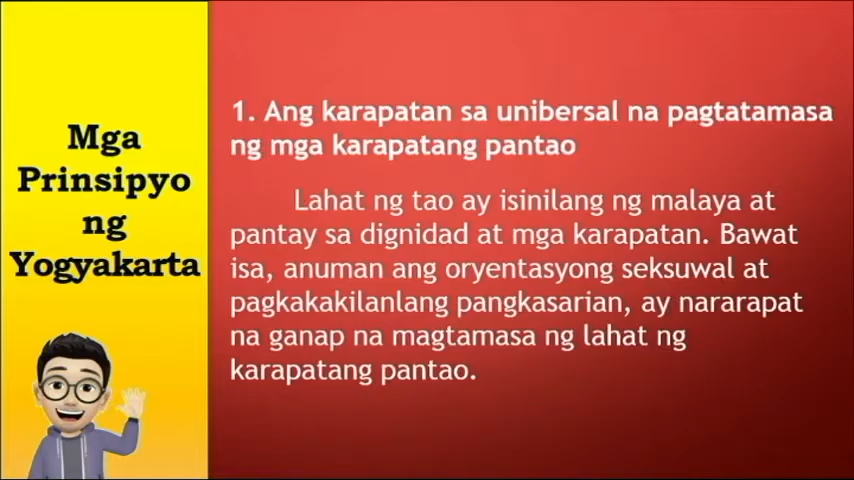 Mga
Prinsipyo
ng
Yogyakarta
1. Ang karapatan sa unibersal na pagtatamasa
ng mga karapatang pantao
Lahat ng tao ay isinilang ng malaya at
pantay sa dignidad at mga karapatan. Bawat
isa, anuman ang oryentasyong seksuwal at
pagkakakilanlang pangkasarian, ay nararapat
na ganap na magtamasa ng lahat ng
karapatang pantao.